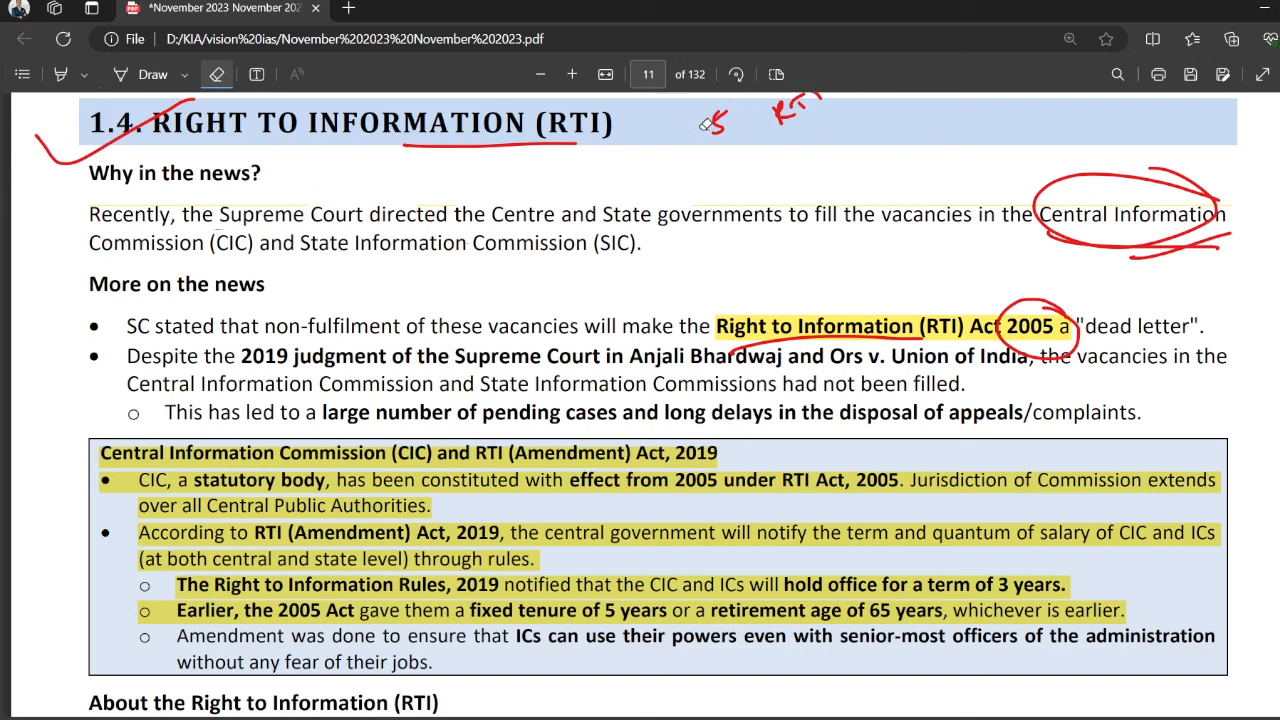 *November 2023 November 202
File D:/KIA/vision%20ias/November%202023%20November%202023.pdf
Draw 11 of 132
5 RTI
1.4. RIGHT TO INFORMATION (RTI)
Why in the news?
Recently, the Supreme Court directed the Centre and State governments to fill the vacancies in the Central Information
Commission (CIC) and State Information Commission (SIC).
More on the news
• SC stated that non-fulfilment of these vacancies will make the Right to Information (RTI) Act 2005 a "dead letter".
• Despite the 2019 judgment of the Supreme Court in Anjali Bhardwaj and Ors v. Union of India, the vacancies in the
Central Information Commission and State Information Commissions had not been filled.
o This has led to a large number of pending cases and long delays in the disposal of appeals/complaints.
Central Information Commission (CIC) and RTI (Amendment) Act, 2019
• CIC, a statutory body, has been constituted with effect from 2005 under RTI Act, 2005. Jurisdiction of Commission extends
over all Central Public Authorities.
• According to RTI (Amendment) Act, 2019, the central government will notify the term and quantum of salary of CIC and ICs
(at both central and state level) through rules.
o The Right to Information Rules, 2019 notified that the CIC and ICs will hold office for a term of 3 years.
o Earlier, the 2005 Act gave them a fixed tenure of 5 years or a retirement age of 65 years, whichever is earlier.
o Amendment was done to ensure that ICs can use their powers even with senior-most officers of the administration
without any fear of their jobs.
About the Right to Information (RTI)